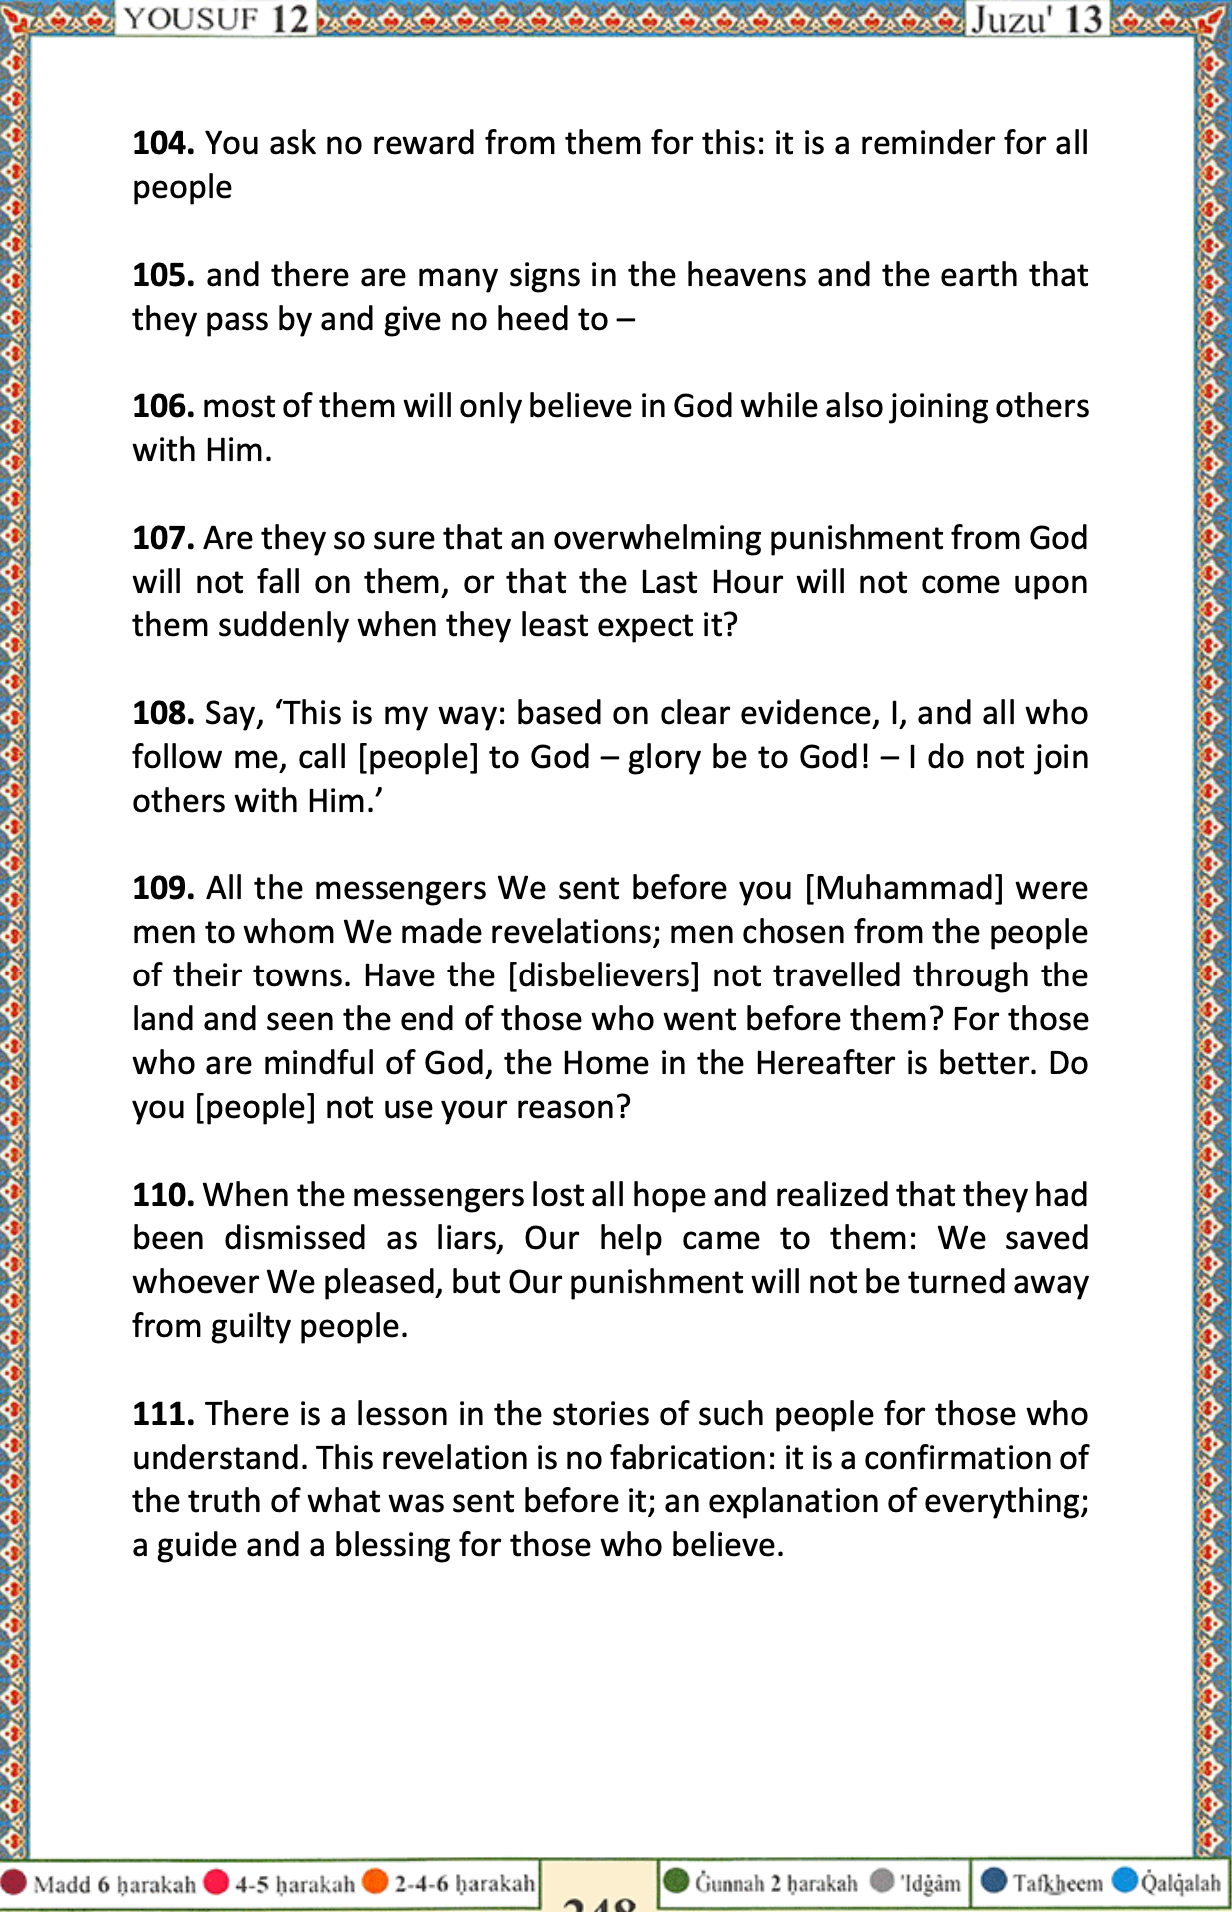 YOUSUF 12
Juzu' 13
104. You ask no reward from them for this: it is a reminder for all
people
105. and there are many signs in the heavens and the earth that
they pass by and give no heed to –
106. most of them will only believe in God while also joining others
with Him.
107. Are they so sure that an overwhelming punishment from God
will not fall on them, or that the Last Hour will not come upon
them suddenly when they least expect it?
108. Say, ‘This is my way: based on clear evidence, I, and all who
follow me, call [people] to God – glory be to God! – I do not join
others with Him.’
109. All the messengers We sent before you [Muhammad] were
men to whom We made revelations; men chosen from the people
of their towns. Have the [disbelievers] not travelled through the
land and seen the end of those who went before them? For those
who are mindful of God, the Home in the Hereafter is better. Do
you [people] not use your reason?
110. When the messengers lost all hope and realized that they had
been dismissed as liars, Our help came to them: We saved
whoever We pleased, but Our punishment will not be turned away
from guilty people.
111. There is a lesson in the stories of such people for those who
understand. This revelation is no fabrication: it is a confirmation of
the truth of what was sent before it; an explanation of everything;
a guide and a blessing for those who believe.
Madd 6 ḥarakah 4-5 ḥarakah 2-4-6 ḥarakah
248
Ġunnah 2 ḥarakah 'Idġâm
Tafk͟heem Q̇alq̇alah